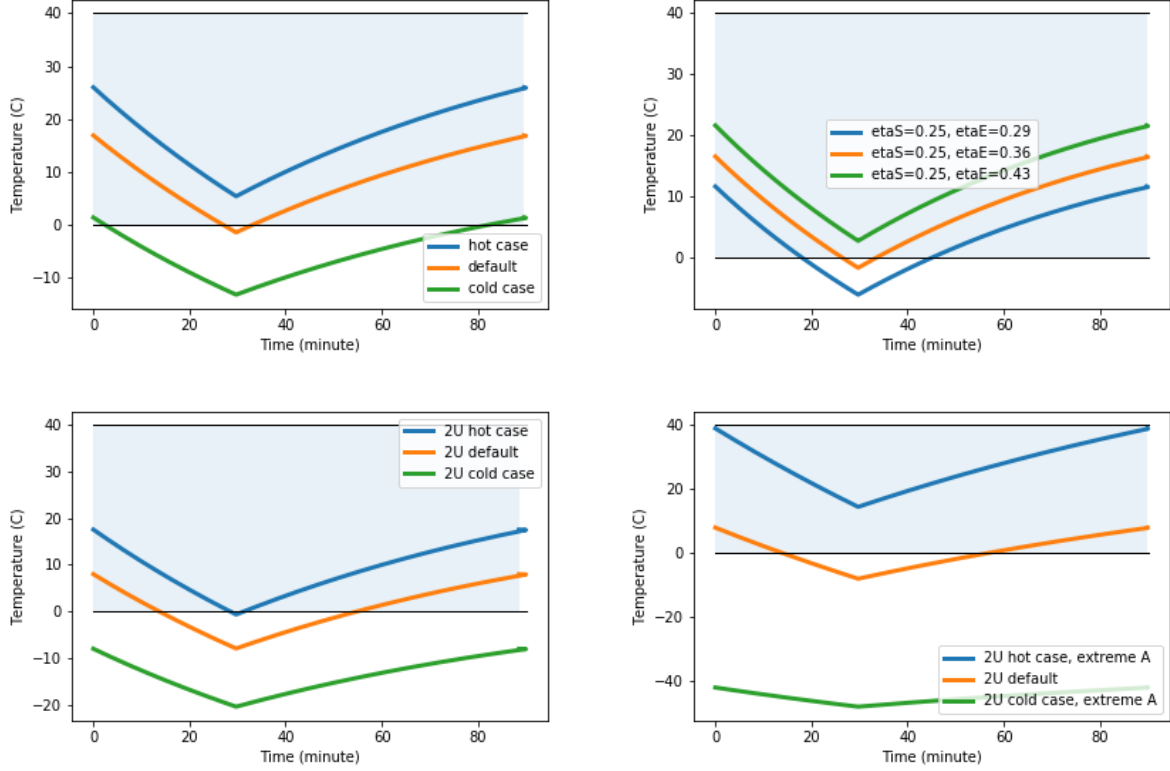 40
30
20
10
0
−10
Temperature (C)
hot case
default
cold case
0 20 40 60 80
Time (minute)
40
30
20
10
0
Temperature (C)
etaS=0.25, etaE=0.29
etaS=0.25, etaE=0.36
etaS=0.25, etaE=0.43
0 20 40 60 80
Time (minute)
40
30
20
10
0
−10
−20
Temperature (C)
2U hot case
2U default
2U cold case
0 20 40 60 80
Time (minute)
40
20
0
−20
−40
Temperature (C)
2U hot case, extreme A
2U default
2U cold case, extreme A
0 20 40 60 80
Time (minute)